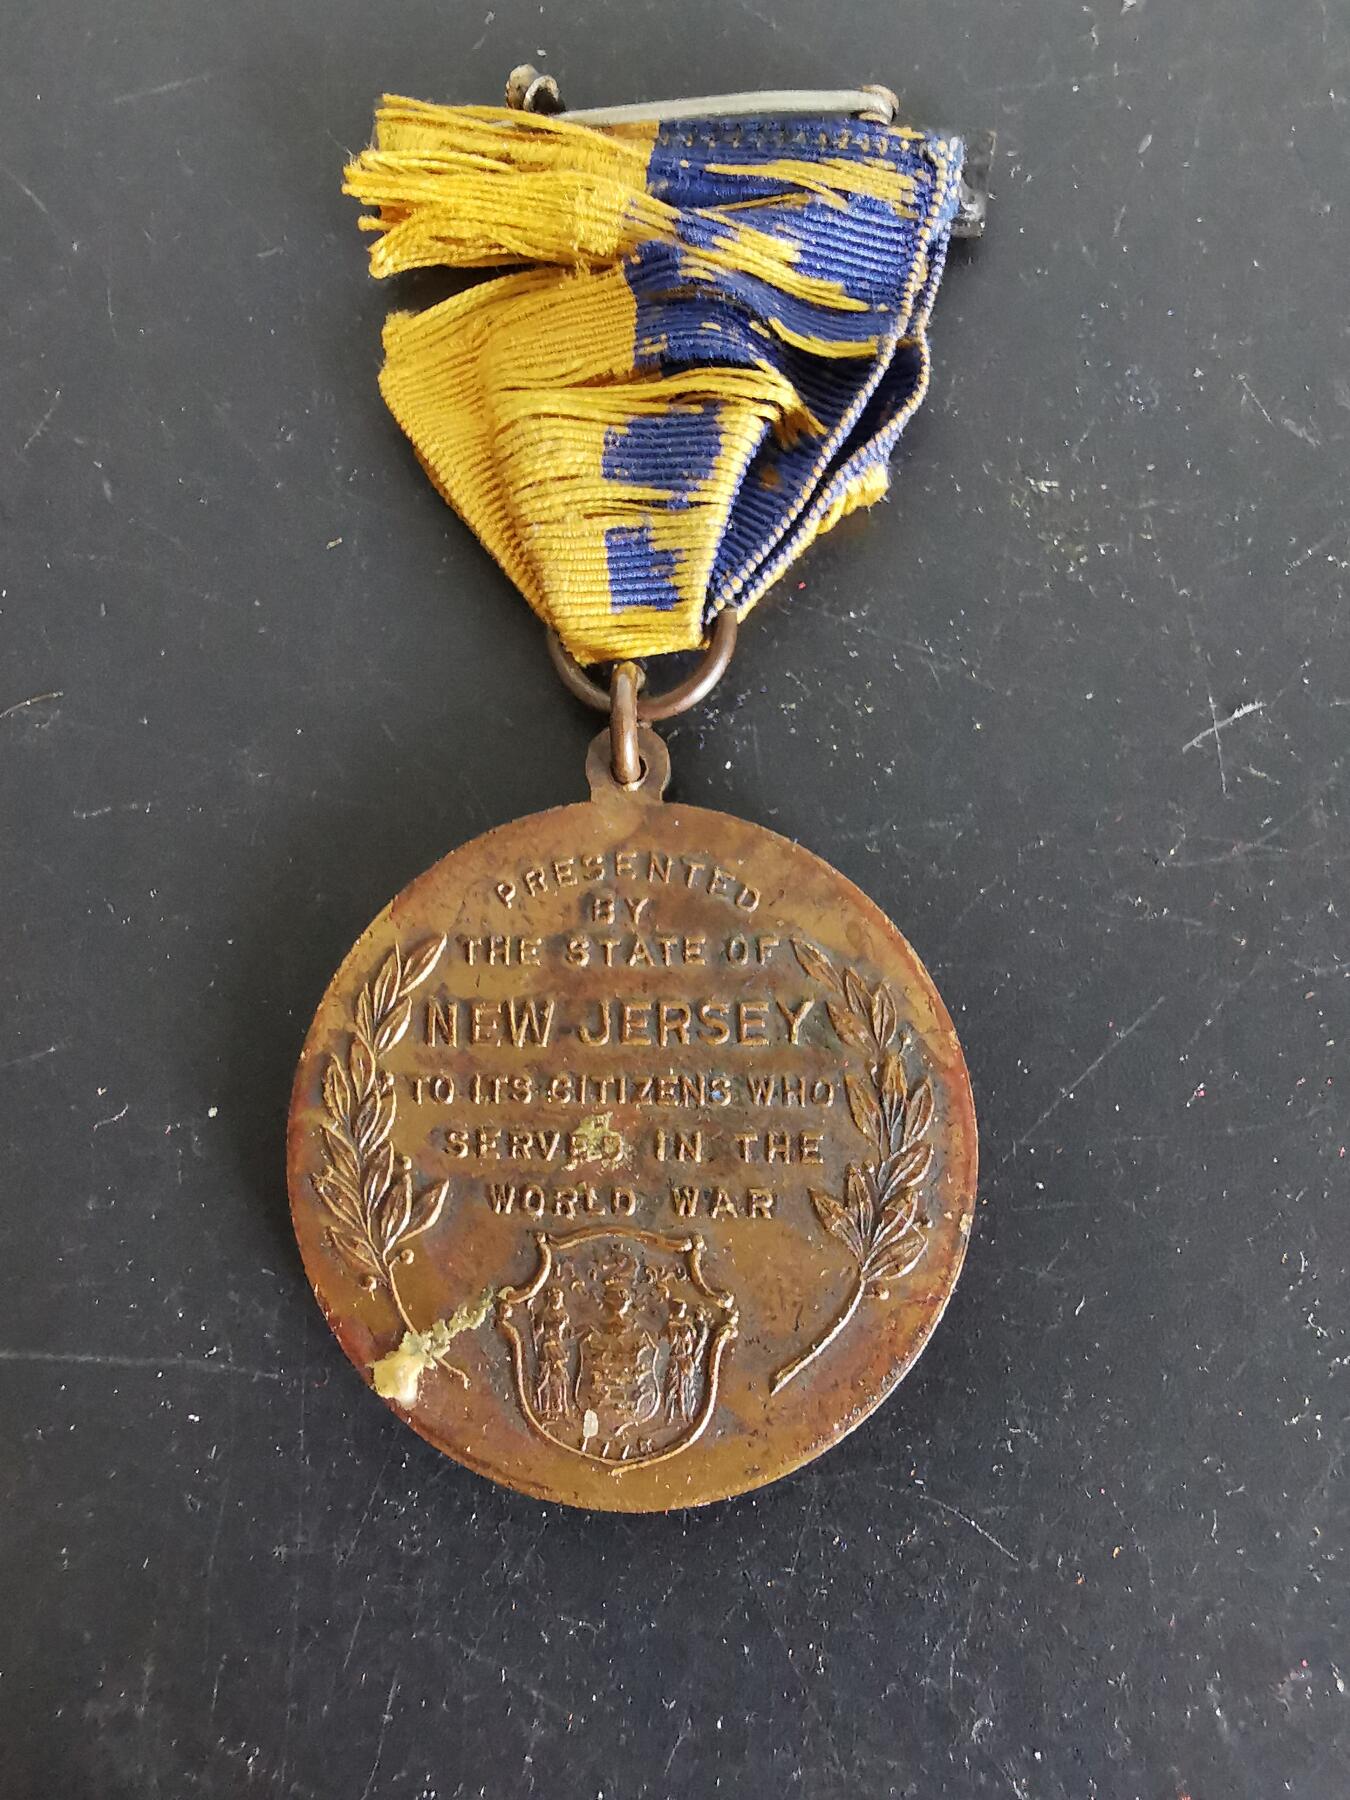 PRESENTED
BY
THE STATE OF
NEW JERSEY
TO ITS CITIZENS WHO
SERVED IN THE
WORLD WAR